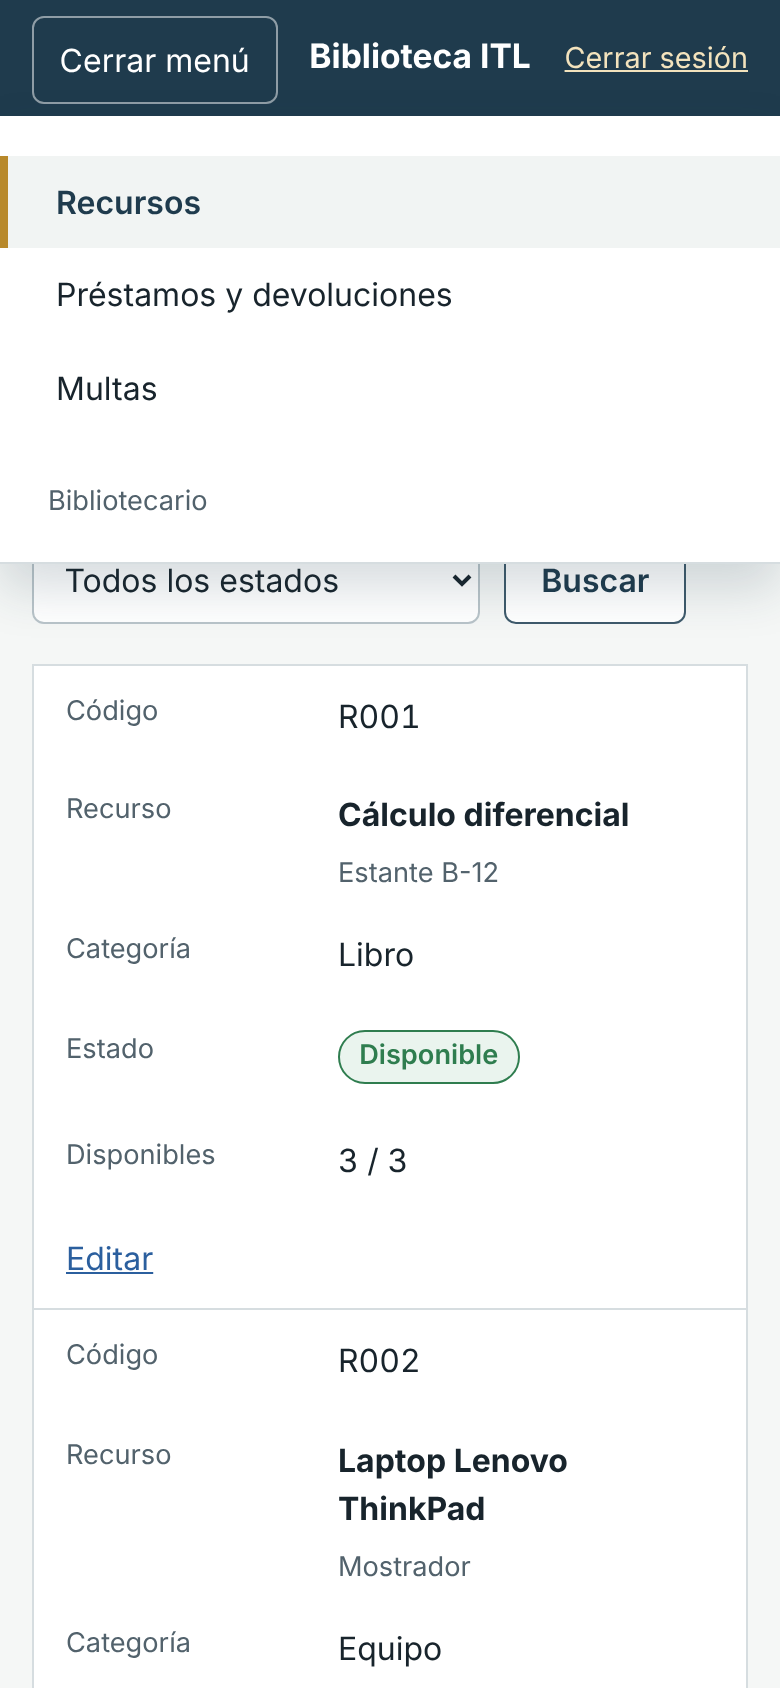 Cerrar menú
Biblioteca ITL
Cerrar sesión
Recursos
Préstamos y devoluciones
Multas
Bibliotecario
Todos los estados
Buscar
Código
R001
Recurso
Cálculo diferencial
Estante B-12
Categoría
Libro
Estado
Disponible
Disponibles
3 / 3
Editar
Código
R002
Recurso
Laptop Lenovo
ThinkPad
Mostrador
Categoría
Equipo